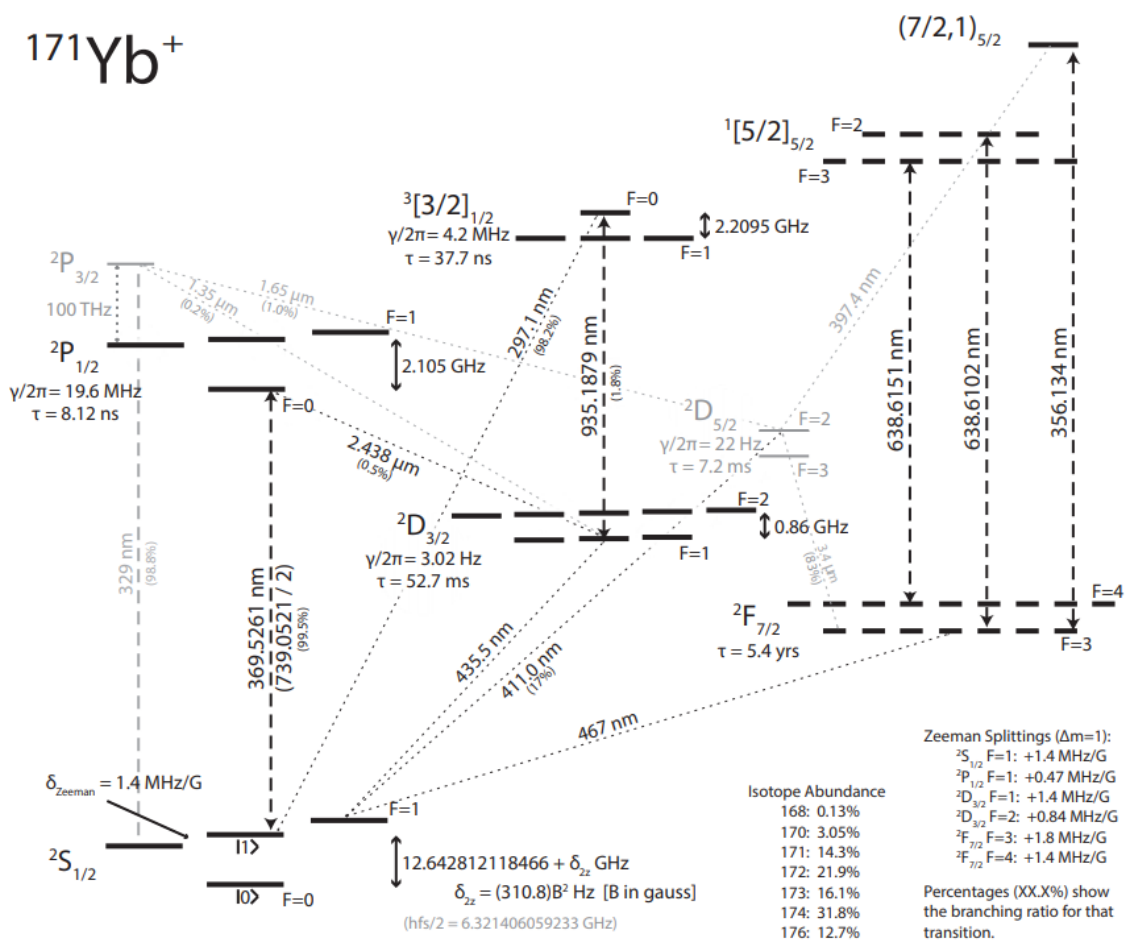 ¹⁷¹Yb⁺
(7/2,1)₅/₂
¹[5/2]₅/₂
F=2
F=3
³[3/2]₁/₂
F=0
γ/2π = 4.2 MHz
τ = 37.7 ns
F=1
2.2095 GHz
²P₃/₂
100 THz
1.35 μm
(0.2%)
1.65 μm
(1.0%)
F=1
²P₁/₂
γ/2π = 19.6 MHz
τ = 8.12 ns
2.105 GHz
F=0
297.1 nm
(98.2%)
935.1879 nm
(1.8%)
397.4 nm
638.6151 nm
638.6102 nm
356.134 nm
²D₅/₂
γ/2π = 22 Hz
τ = 7.2 ms
F=2
F=3
2.438 μm
(0.5%)
²D₃/₂
γ/2π = 3.02 Hz
τ = 52.7 ms
F=2
F=1
0.86 GHz
3.4 μm
(83%)
329 nm
(98.8%)
369.5261 nm
(739.0521 / 2)
(99.5%)
435.5 nm
411.0 nm
(17%)
467 nm
²F₇/₂
τ = 5.4 yrs
F=4
F=3
δZeeman = 1.4 MHz/G
F=1
|1>
²S₁/₂
|0>
F=0
12.642812118466 + δ₂z GHz
δ₂z = (310.8)B² Hz [B in gauss]
(hfs/2 = 6.321406059233 GHz)
Isotope Abundance
168: 0.13%
170: 3.05%
171: 14.3%
172: 21.9%
173: 16.1%
174: 31.8%
176: 12.7%
Zeeman Splittings (Δm=1):
²S₁/₂ F=1: +1.4 MHz/G
²P₁/₂ F=1: +0.47 MHz/G
²D₃/₂ F=1: +1.4 MHz/G
²D₃/₂ F=2: +0.84 MHz/G
²F₇/₂ F=3: +1.8 MHz/G
²F₇/₂ F=4: +1.4 MHz/G
Percentages (XX.X%) show
the branching ratio for that
transition.